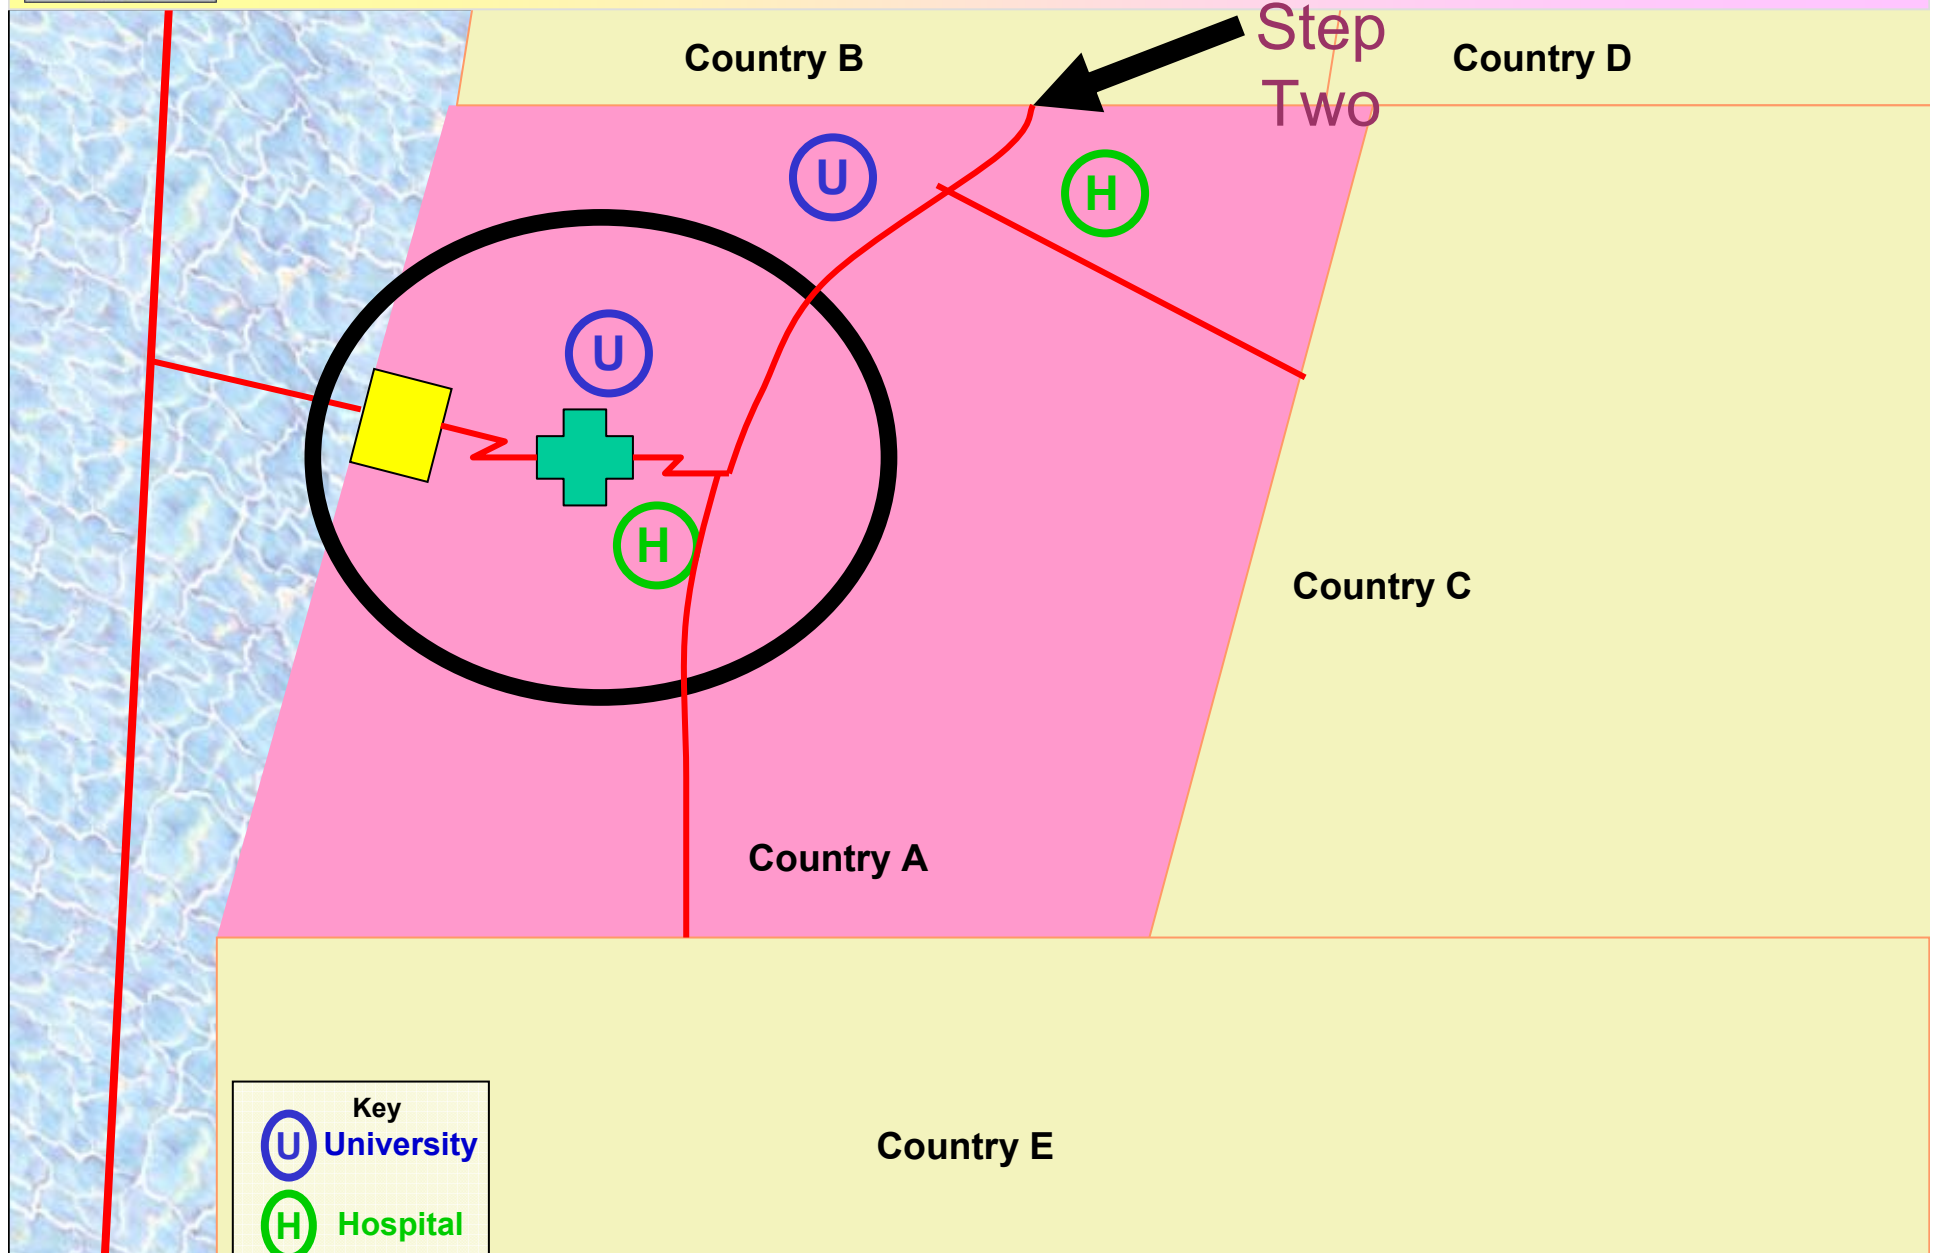 Step
Two
Country B
Country D
U
H
U
H
Country C
Country A
Key
U University
H Hospital
Country E